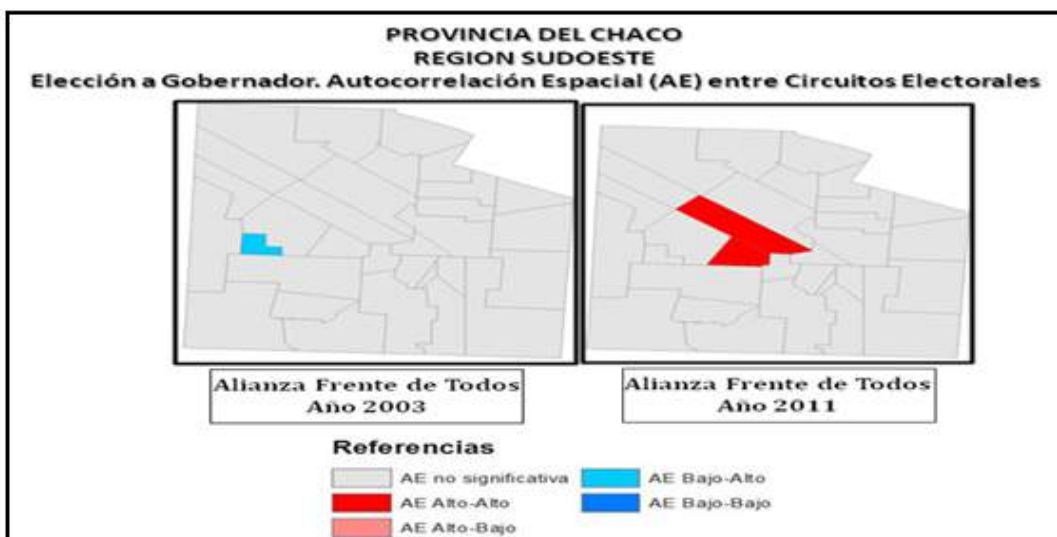 PROVINCIA DEL CHACO
REGION SUDOESTE
Elección a Gobernador. Autocorrelación Espacial (AE) entre Circuitos Electorales
Alianza Frente de Todos
Año 2003
Alianza Frente de Todos
Año 2011
Referencias
AE no significativa
AE Alto-Alto
AE Alto-Bajo
AE Bajo-Alto
AE Bajo-Bajo